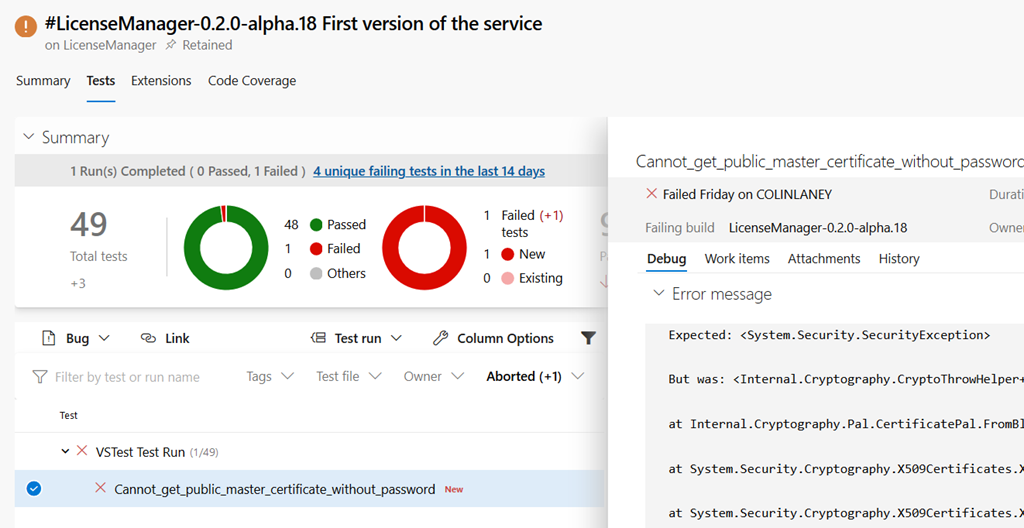 #LicenseManager-0.2.0-alpha.18 First version of the service
on LicenseManager Retained
Summary Tests Extensions Code Coverage
Summary
1 Run(s) Completed ( 0 Passed, 1 Failed ) 4 unique failing tests in the last 14 days
49
Total tests
+3
48 Passed
1 Failed
0 Others
1 Failed (+1)
tests
1 New
0 Existing
Bug Link Test run Column Options
Filter by test or run name Tags Test file Owner Aborted (+1)
Test
VSTest Test Run (1/49)
Cannot_get_public_master_certificate_without_password New
Cannot_get_public_master_certificate_without_password
Failed Friday on COLINLANEY Durati
Failing build LicenseManager-0.2.0-alpha.18 Owne
Debug Work items Attachments History
Error message
Expected: <System.Security.SecurityException>
But was: <Internal.Cryptography.CryptoThrowHelper+
at Internal.Cryptography.Pal.CertificatePal.FromBl
at System.Security.Cryptography.X509Certificates.X
at System.Security.Cryptography.X509Certificates.X